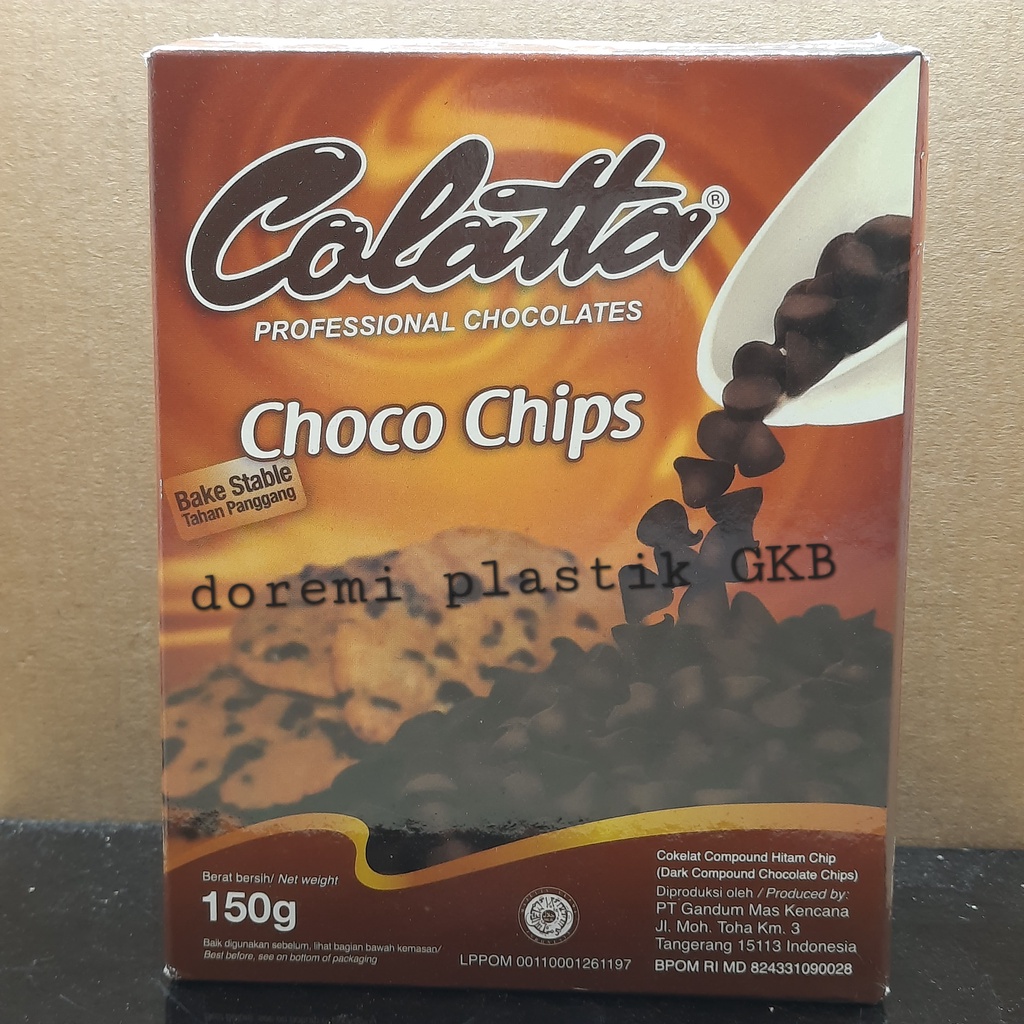 Colatta®
PROFESSIONAL CHOCOLATES
Choco Chips
Bake Stable
Tahan Panggang
doremi plastik GKB
Berat bersih/ Net weight
150g
Baik digunakan sebelum, lihat bagian bawah kemasan/
Best before, see on bottom of packaging
LPPOM 00110001261197
Cokelat Compound Hitam Chip
(Dark Compound Chocolate Chips)
Diproduksi oleh / Produced by:
PT Gandum Mas Kencana
Jl. Moh. Toha Km. 3
Tangerang 15113 Indonesia
BPOM RI MD 824331090028